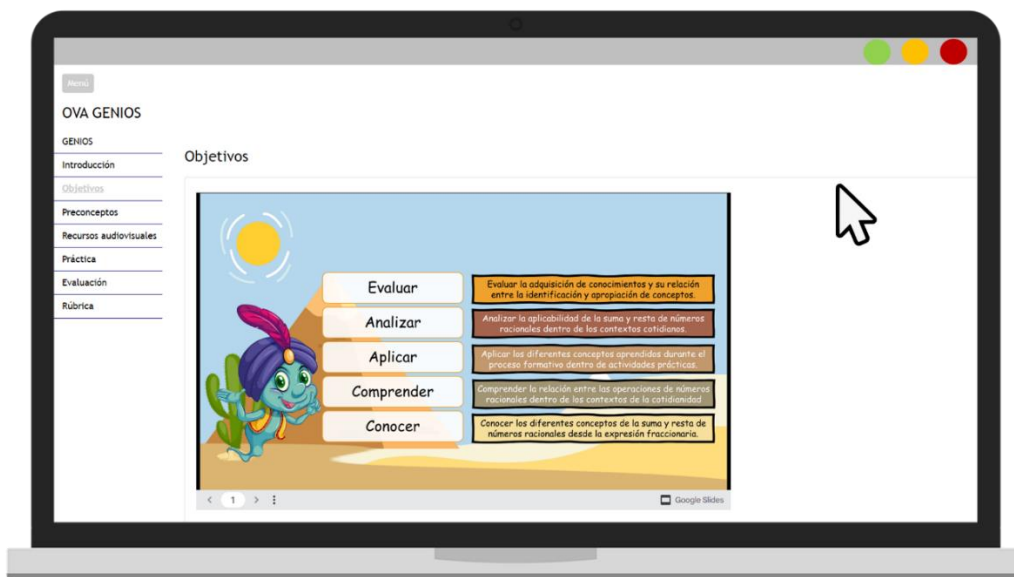 Menú
OVA GENIOS
GENIOS
Introducción
Objetivos
Preconceptos
Recursos audiovisuales
Práctica
Evaluación
Rúbrica
Objetivos
Evaluar
Evaluar la adquisición de conocimientos y su relación
entre la identificación y apropiación de conceptos.
Analizar
Analizar la aplicabilidad de la suma y resta de números
racionales dentro de los contextos cotidianos.
Aplicar
Aplicar los diferentes conceptos aprendidos durante el
proceso formativo dentro de actividades prácticas.
Comprender
Comprender la relación entre las operaciones de números
racionales dentro de los contextos de la cotidianidad
Conocer
Conocer los diferentes conceptos de la suma y resta de
números racionales desde la expresión fraccionaria.
1
Google Slides